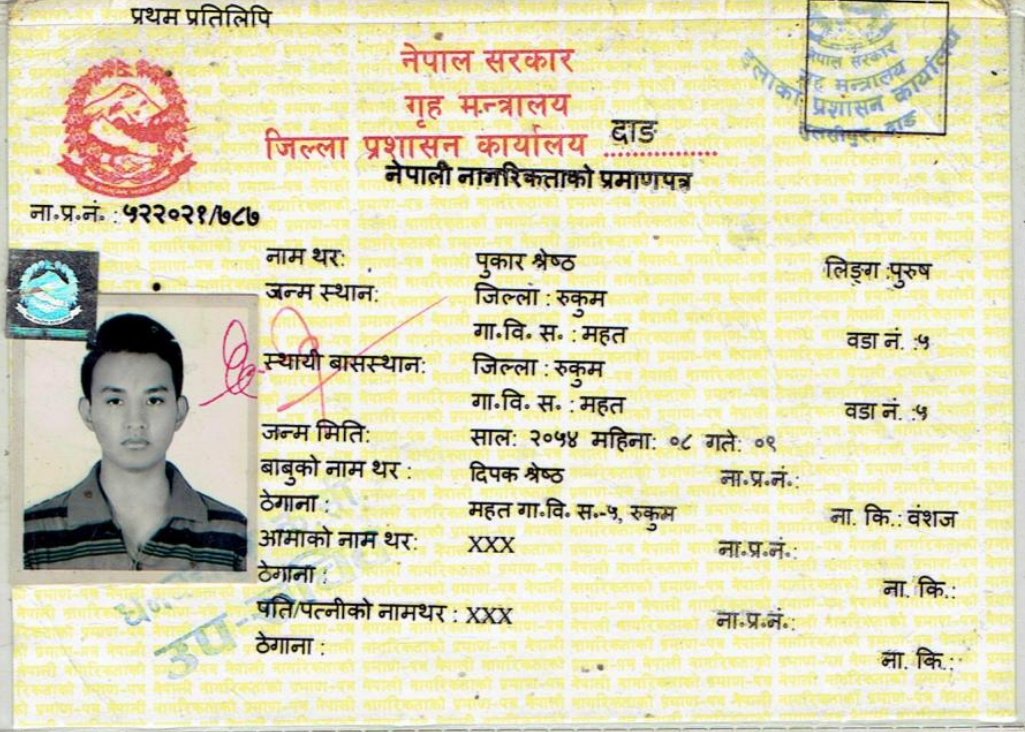 प्रथम प्रतिलिपि
नेपाल सरकार
गृह मन्त्रालय
जिल्ला प्रशासन कार्यालय दाङ ................
नेपाली नागरिकताको प्रमाणपत्र
नेपाल सरकार
गृह मन्त्रालय
इलाका प्रशासन कार्यालय
तुलसीपुर, दाङ
ना॰प्र॰नं॰ : ५२२०२१/७८७
नाम थर: पुकार श्रेष्ठ लिङ्ग :पुरुष
जन्म स्थान: जिल्ला : रुकुम
गा॰वि॰ स॰ : महत वडा नं. :५
स्थायी बासस्थान: जिल्ला : रुकुम
गा॰वि॰ स॰ : महत वडा नं. :५
जन्म मिति: साल: २०५४ महिना: ०८ गते: ०९
बाबुको नाम थर : दिपक श्रेष्ठ ना॰प्र॰नं॰:
ठेगाना : महत गा॰वि॰ स॰-५, रुकुम ना. कि.: वंशज
आमाको नाम थर: XXX ना॰प्र॰नं॰:
ठेगाना : ना. कि.:
पति/पत्नीको नामथर : XXX ना॰प्र॰नं॰:
ठेगाना : ना. कि.: